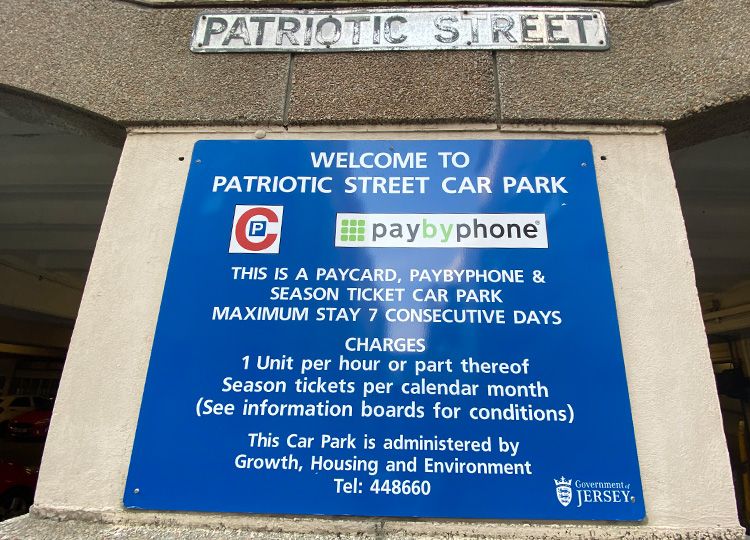 PATRIOTIC STREET
WELCOME TO
PATRIOTIC STREET CAR PARK
P
paybyphone®
THIS IS A PAYCARD, PAYBYPHONE &
SEASON TICKET CAR PARK
MAXIMUM STAY 7 CONSECUTIVE DAYS
CHARGES
1 Unit per hour or part thereof
Season tickets per calendar month
(See information boards for conditions)
This Car Park is administered by
Growth, Housing and Environment
Tel: 448660
Government of
JERSEY